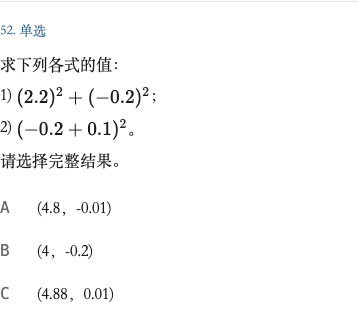 52. 单选
求下列各式的值：
1) (2.2)² + (−0.2)²；
2) (−0.2 + 0.1)²。
请选择完整结果。
A (4.8，-0.01)
B (4，-0.2)
C (4.88，0.01)